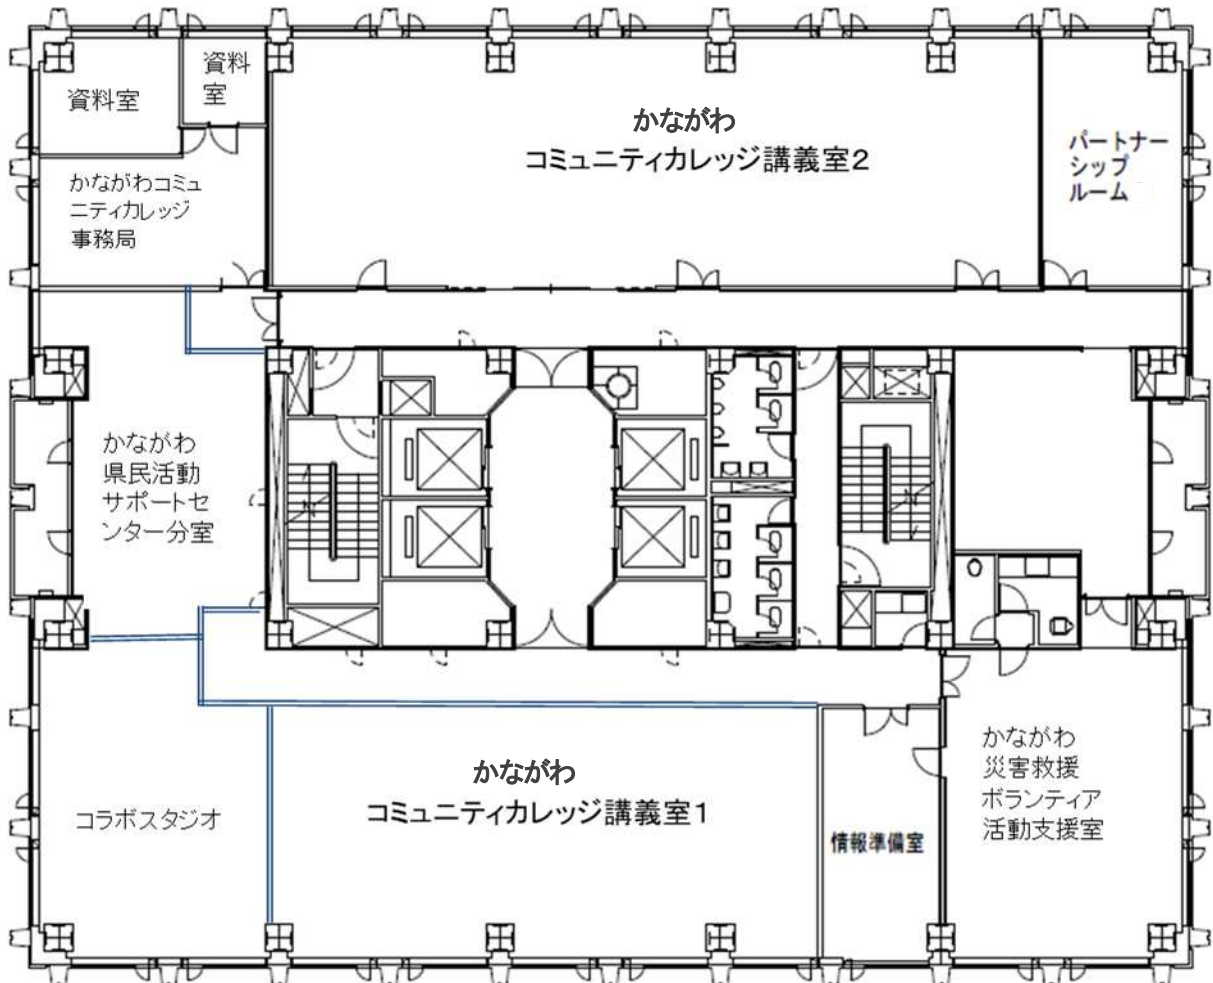 資料
室
資料室
かながわ
コミュニティカレッジ講義室2
パートナー
シップ
ルーム
かながわコミュ
ニティカレッジ
事務局
かながわ
県民活動
サポートセ
ンター分室
かながわ
災害救援
ボランティア
活動支援室
かながわ
コミュニティカレッジ講義室1
コラボスタジオ
情報準備室